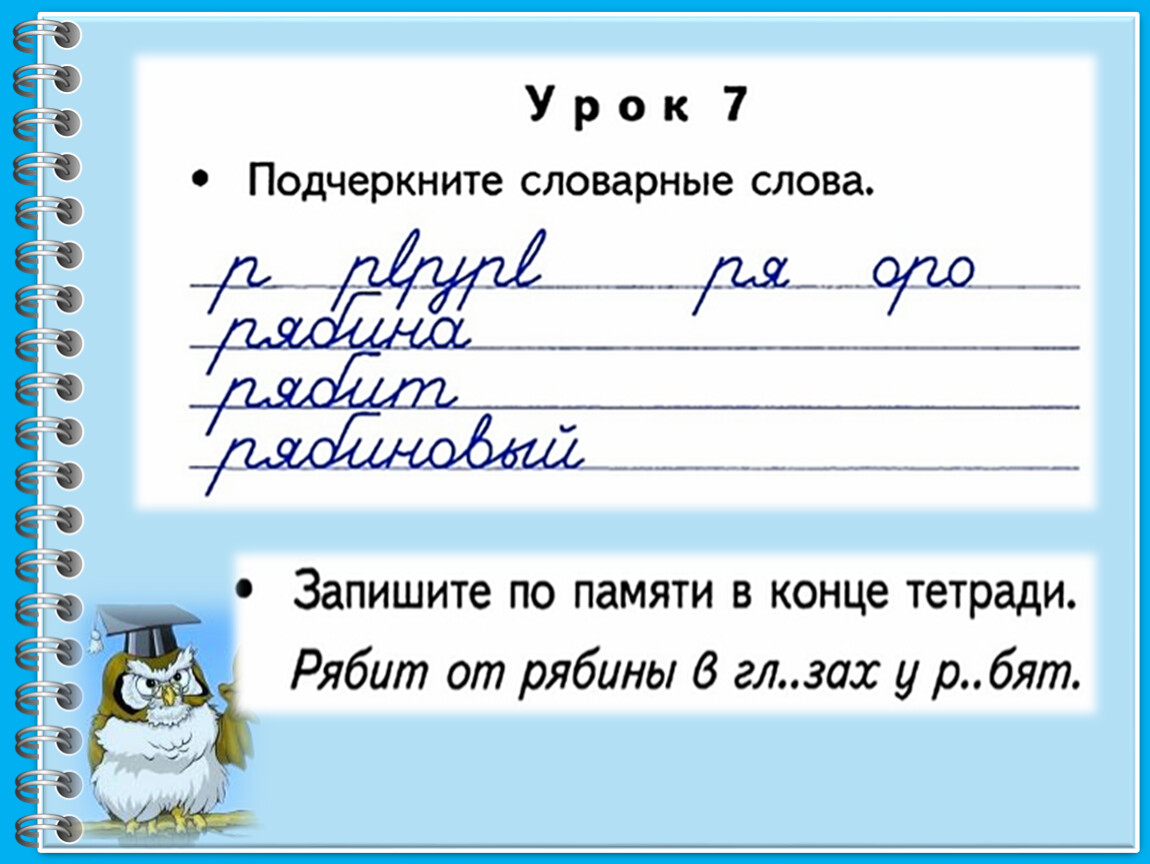 Урок 7
• Подчеркните словарные слова.
р рврурв ря оро
рябина
рябит
рябиновый
• Запишите по памяти в конце тетради.
Рябит от рябины в гл..зах у р..бят.